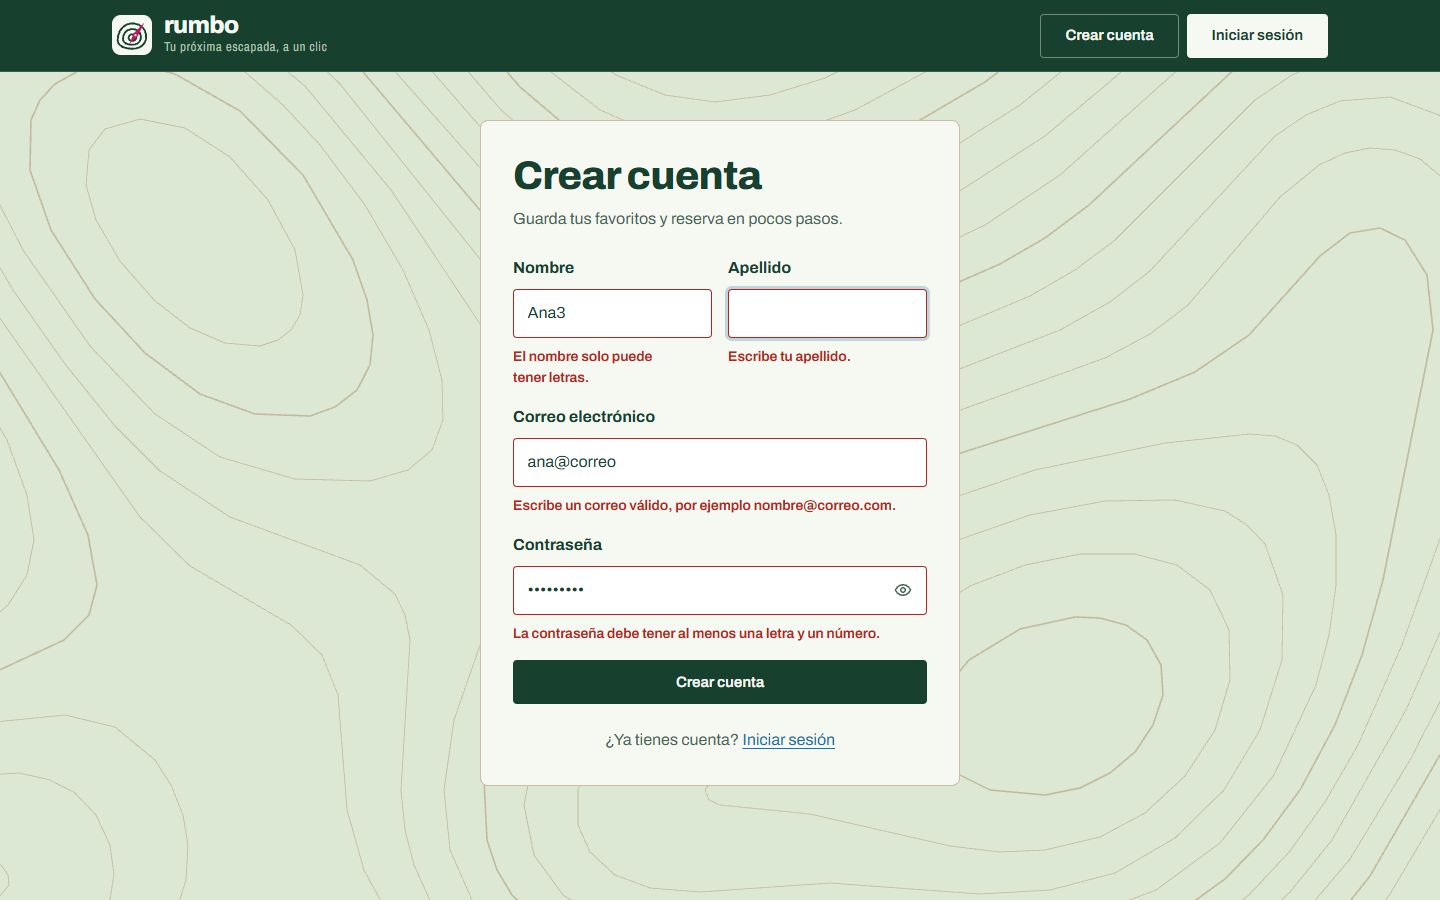 rumbo
Tu próxima escapada, a un clic
Crear cuenta
Iniciar sesión
Crear cuenta
Guarda tus favoritos y reserva en pocos pasos.
Nombre
Apellido
Ana3
El nombre solo puede
tener letras.
Escribe tu apellido.
Correo electrónico
ana@correo
Escribe un correo válido, por ejemplo nombre@correo.com.
Contraseña
•••••••••
La contraseña debe tener al menos una letra y un número.
Crear cuenta
¿Ya tienes cuenta? Iniciar sesión